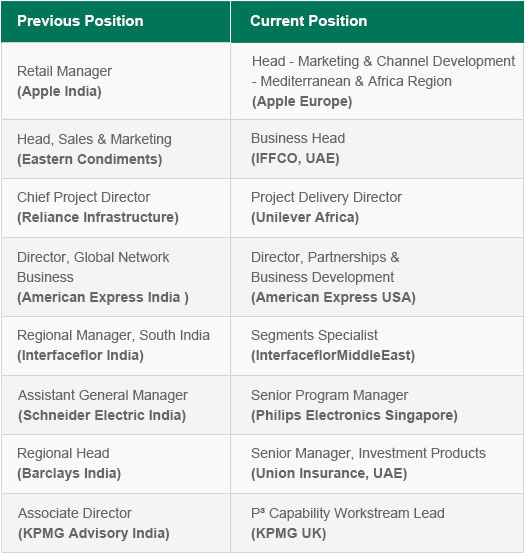 Previous Position
Current Position
Retail Manager
(Apple India)
Head - Marketing & Channel Development
- Mediterranean & Africa Region
(Apple Europe)
Head, Sales & Marketing
(Eastern Condiments)
Business Head
(IFFCO, UAE)
Chief Project Director
(Reliance Infrastructure)
Project Delivery Director
(Unilever Africa)
Director, Global Network
Business
(American Express India )
Director, Partnerships &
Business Development
(American Express USA)
Regional Manager, South India
(Interfaceflor India)
Segments Specialist
(InterfaceflorMiddleEast)
Assistant General Manager
(Schneider Electric India)
Senior Program Manager
(Philips Electronics Singapore)
Regional Head
(Barclays India)
Senior Manager, Investment Products
(Union Insurance, UAE)
Associate Director
(KPMG Advisory India)
P³ Capability Workstream Lead
(KPMG UK)